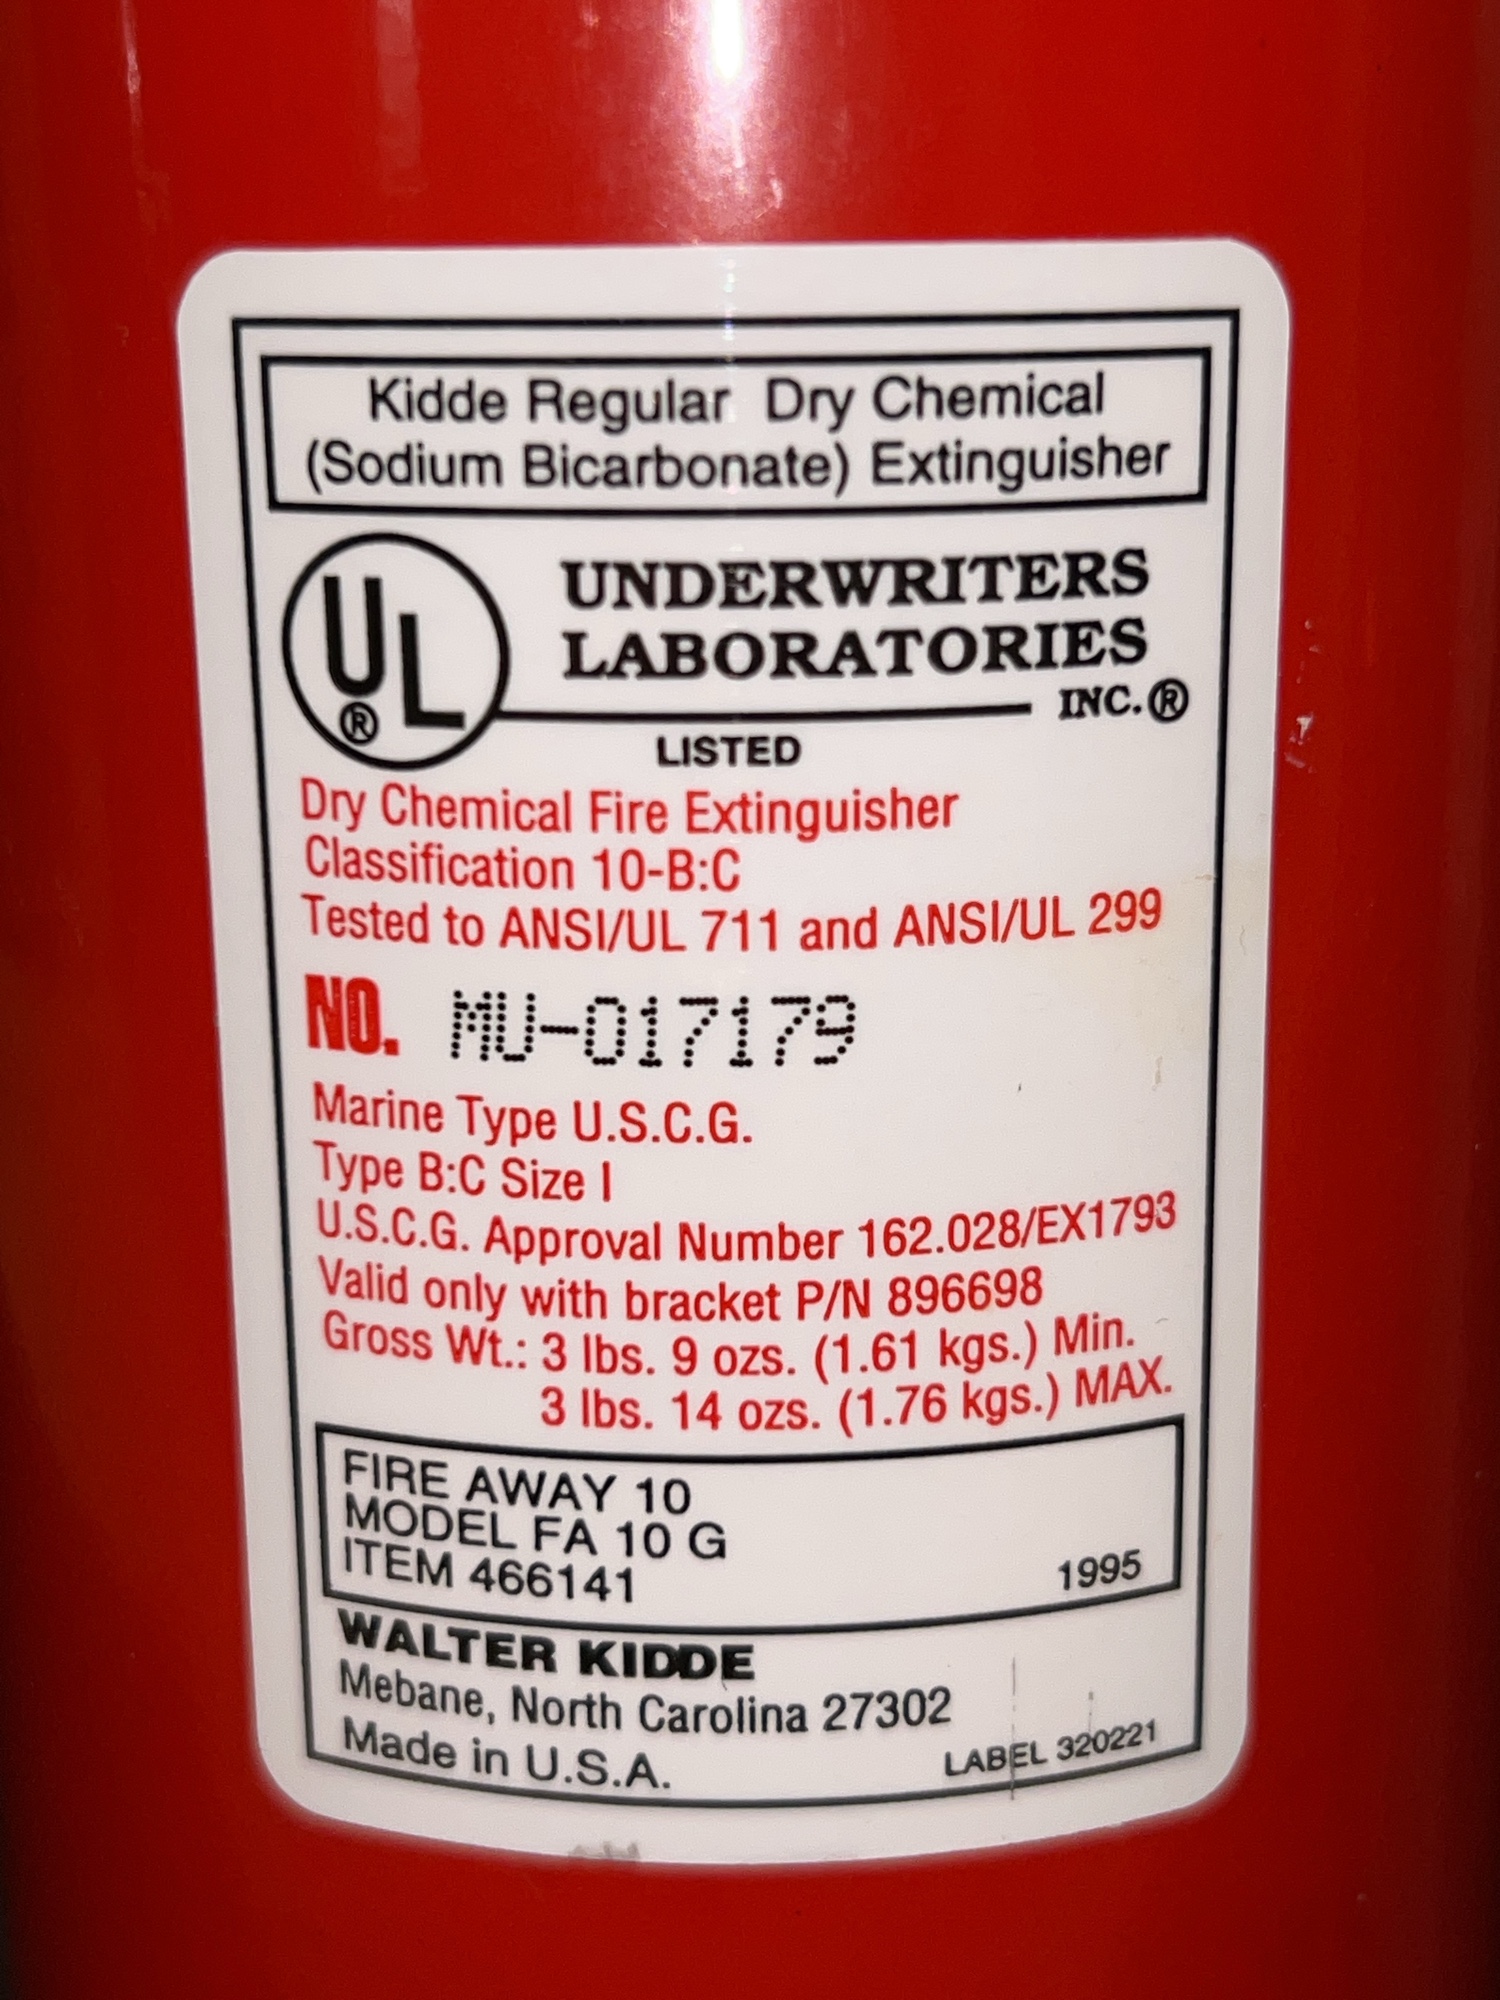 Kidde Regular Dry Chemical
(Sodium Bicarbonate) Extinguisher
UL®
UNDERWRITERS
LABORATORIES
INC.®
LISTED
Dry Chemical Fire Extinguisher
Classification 10-B:C
Tested to ANSI/UL 711 and ANSI/UL 299
NO. MU-017179
Marine Type U.S.C.G.
Type B:C Size I
U.S.C.G. Approval Number 162.028/EX1793
Valid only with bracket P/N 896698
Gross Wt.: 3 lbs. 9 ozs. (1.61 kgs.) Min.
3 lbs. 14 ozs. (1.76 kgs.) MAX.
FIRE AWAY 10
MODEL FA 10 G
ITEM 466141
1995
WALTER KIDDE
Mebane, North Carolina 27302
Made in U.S.A.
LABEL 320221